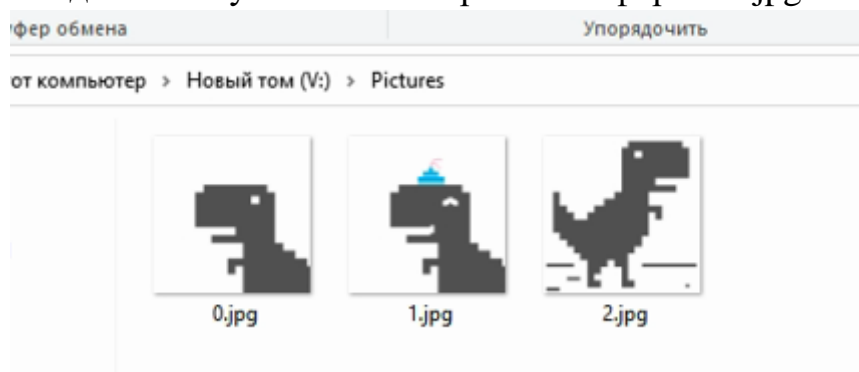 фер обмена Упорядочить
от компьютер > Новый том (V:) > Pictures
0.jpg 1.jpg 2.jpg